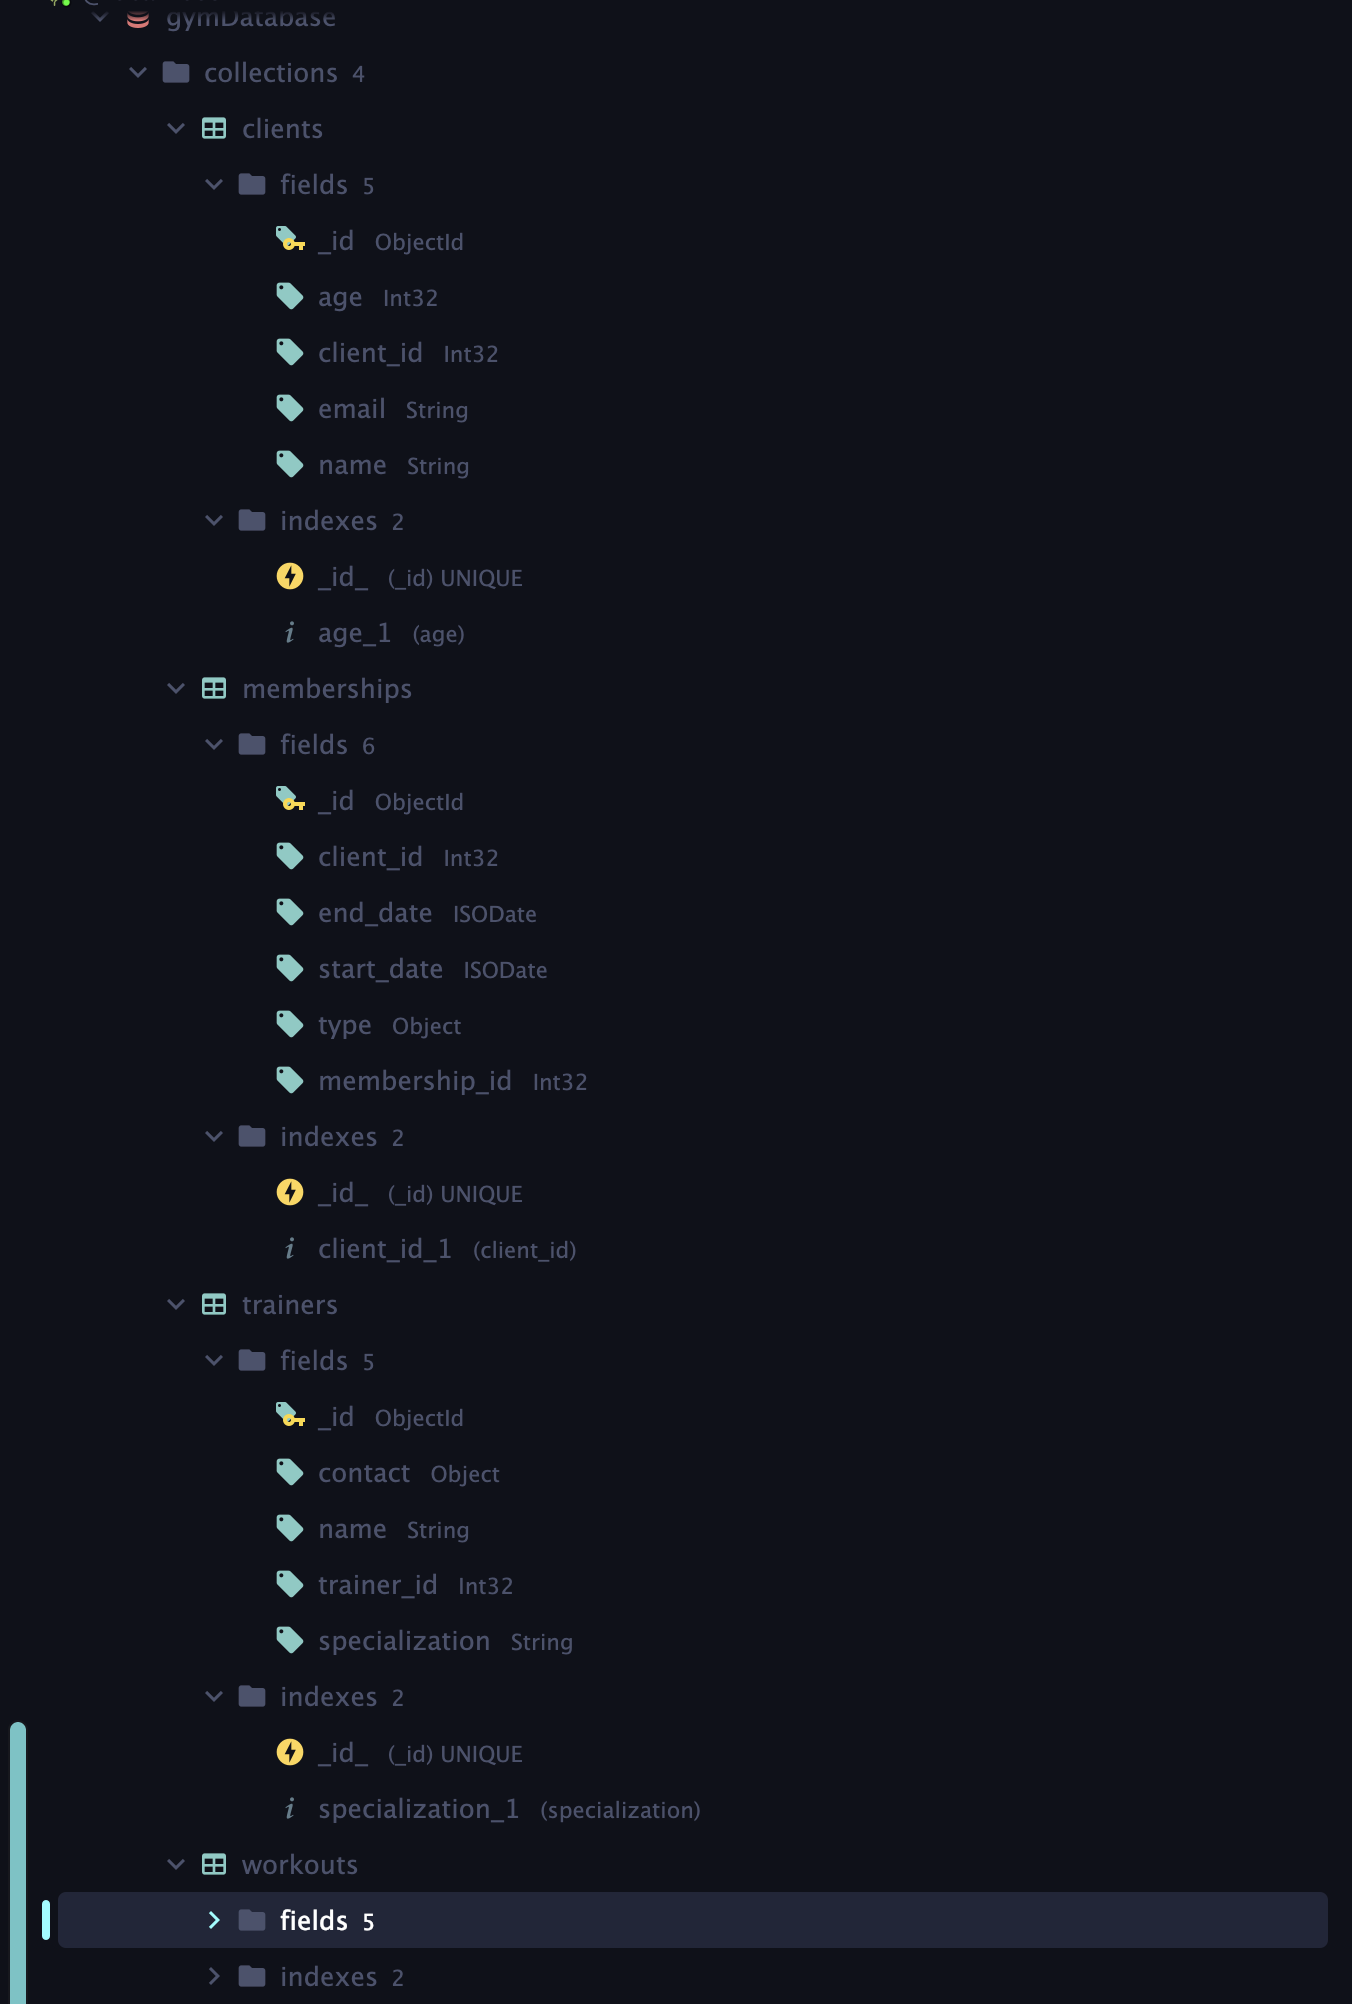 gymDatabase
collections 4
clients
fields 5
_id ObjectId
age Int32
client_id Int32
email String
name String
indexes 2
_id_ (_id) UNIQUE
age_1 (age)
memberships
fields 6
_id ObjectId
client_id Int32
end_date ISODate
start_date ISODate
type Object
membership_id Int32
indexes 2
_id_ (_id) UNIQUE
client_id_1 (client_id)
trainers
fields 5
_id ObjectId
contact Object
name String
trainer_id Int32
specialization String
indexes 2
_id_ (_id) UNIQUE
specialization_1 (specialization)
workouts
fields 5
indexes 2